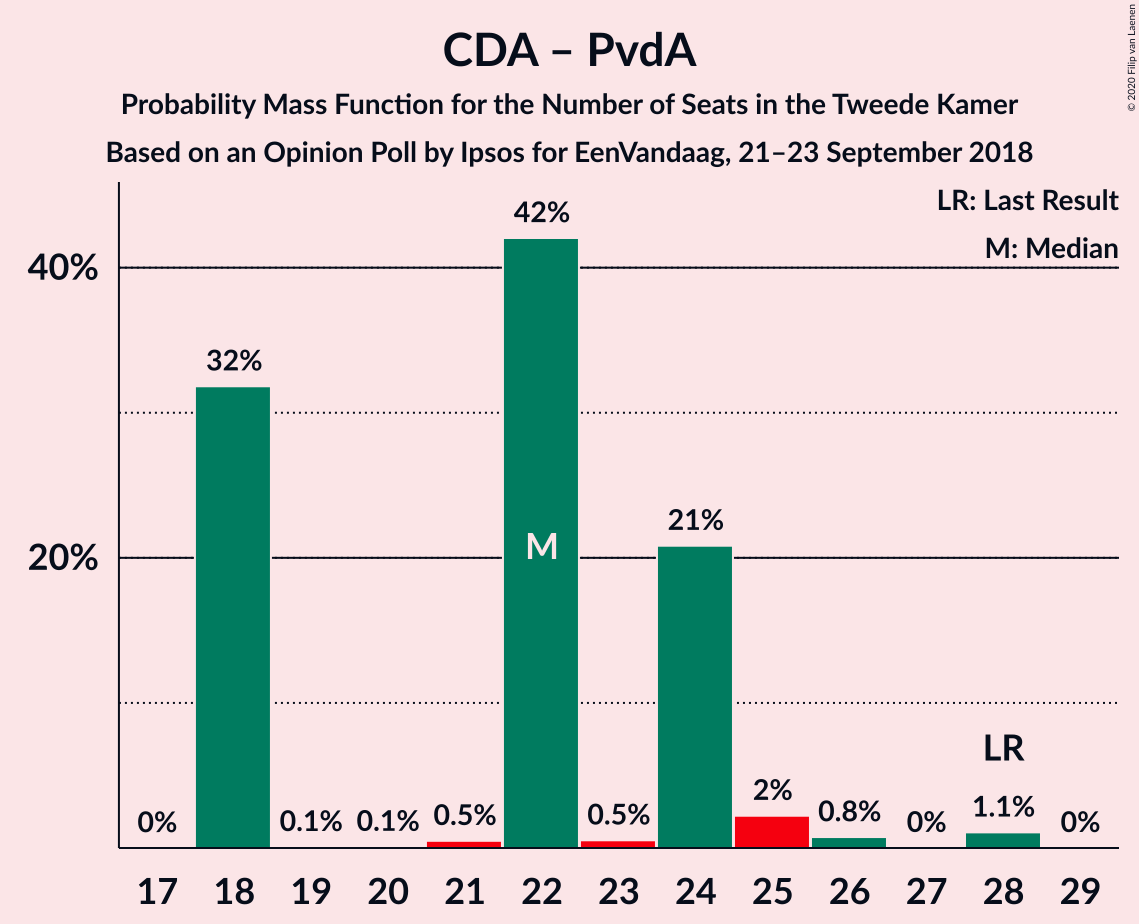 CDA – PvdA
Probability Mass Function for the Number of Seats in the Tweede Kamer
Based on an Opinion Poll by Ipsos for EenVandaag, 21–23 September 2018
© 2020 Filip van Laenen
LR: Last Result
M: Median
40%
20%
0%
32%
0.1%
0.1%
0.5%
42%
M
0.5%
21%
2%
0.8%
0%
LR
1.1%
0%
17 18 19 20 21 22 23 24 25 26 27 28 29